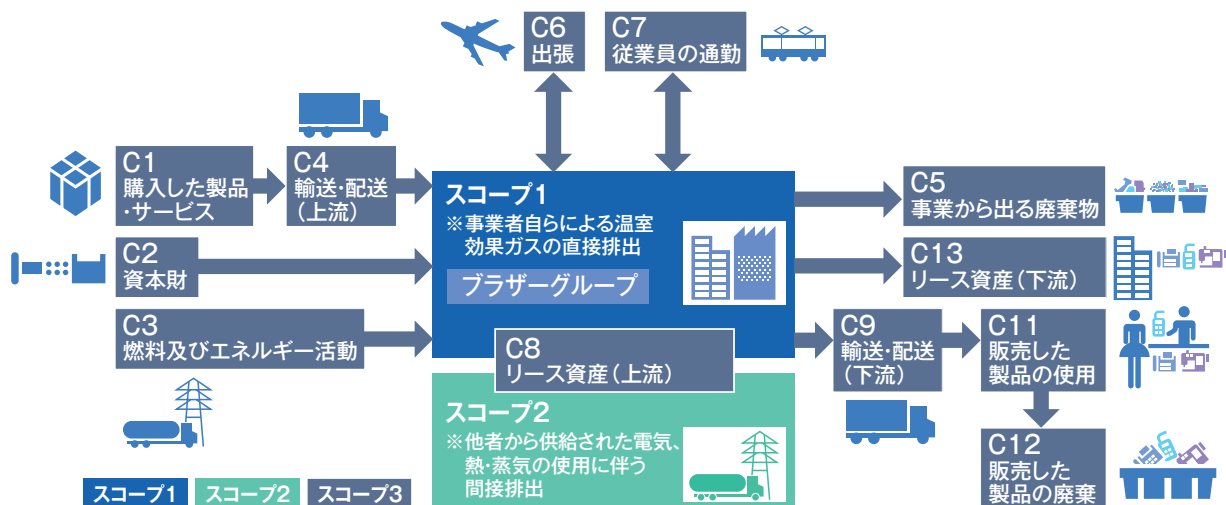 C6
出張
C7
従業員の通勤
C1
購入した製品
・サービス
C4
輸送・配送
(上流)
C2
資本財
C3
燃料及びエネルギー活動
スコープ1
※事業者自らによる温室
効果ガスの直接排出
ブラザーグループ
C8
リース資産(上流)
スコープ2
※他者から供給された電気、
熱・蒸気の使用に伴う
間接排出
C5
事業から出る廃棄物
C13
リース資産(下流)
C9
輸送・配送
(下流)
C11
販売した
製品の使用
C12
販売した
製品の廃棄
スコープ1
スコープ2
スコープ3